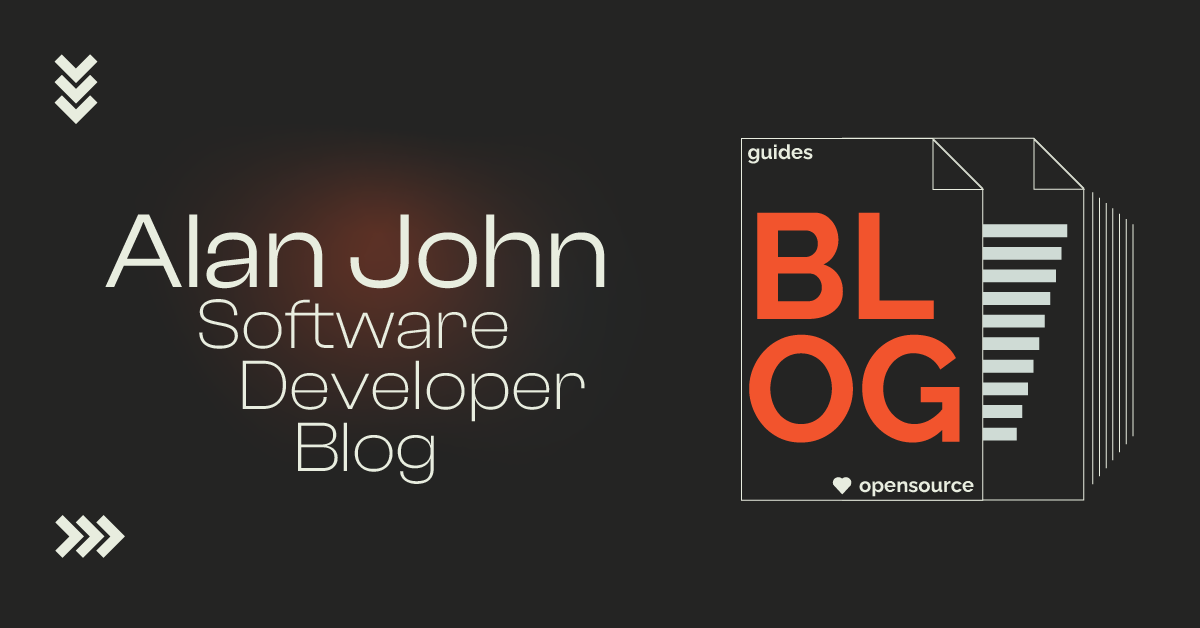 Alan John
Software
Developer
Blog
guides
BL
OG
opensource